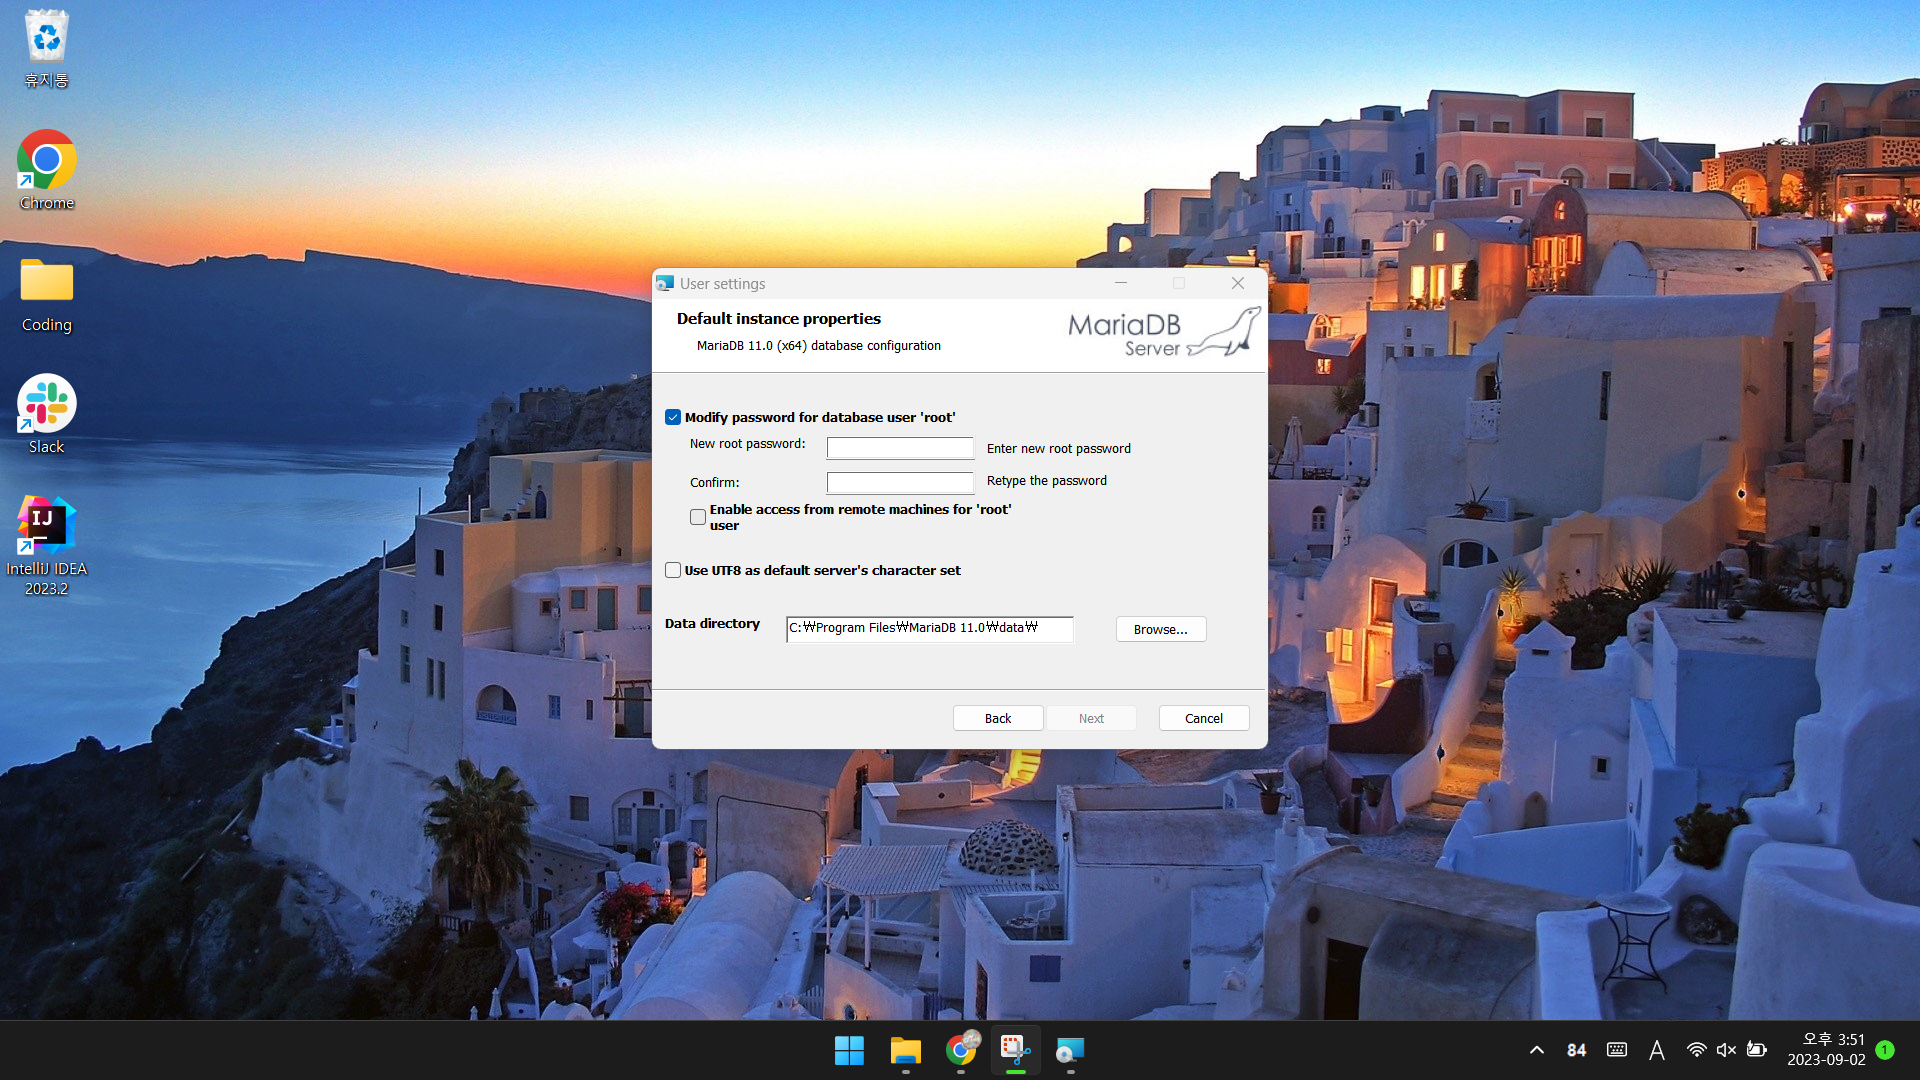 휴지통
Chrome
Coding
Slack
IJ
IntelliJ IDEA
2023.2
User settings
Default instance properties
MariaDB 11.0 (x64) database configuration
MariaDB
Server
Modify password for database user 'root'
New root password:
Enter new root password
Confirm:
Retype the password
Enable access from remote machines for 'root'
user
Use UTF8 as default server's character set
Data directory
C:₩Program Files₩MariaDB 11.0₩data₩
Browse...
Back
Next
Cancel
84
A
오후 3:51
2023-09-02
1